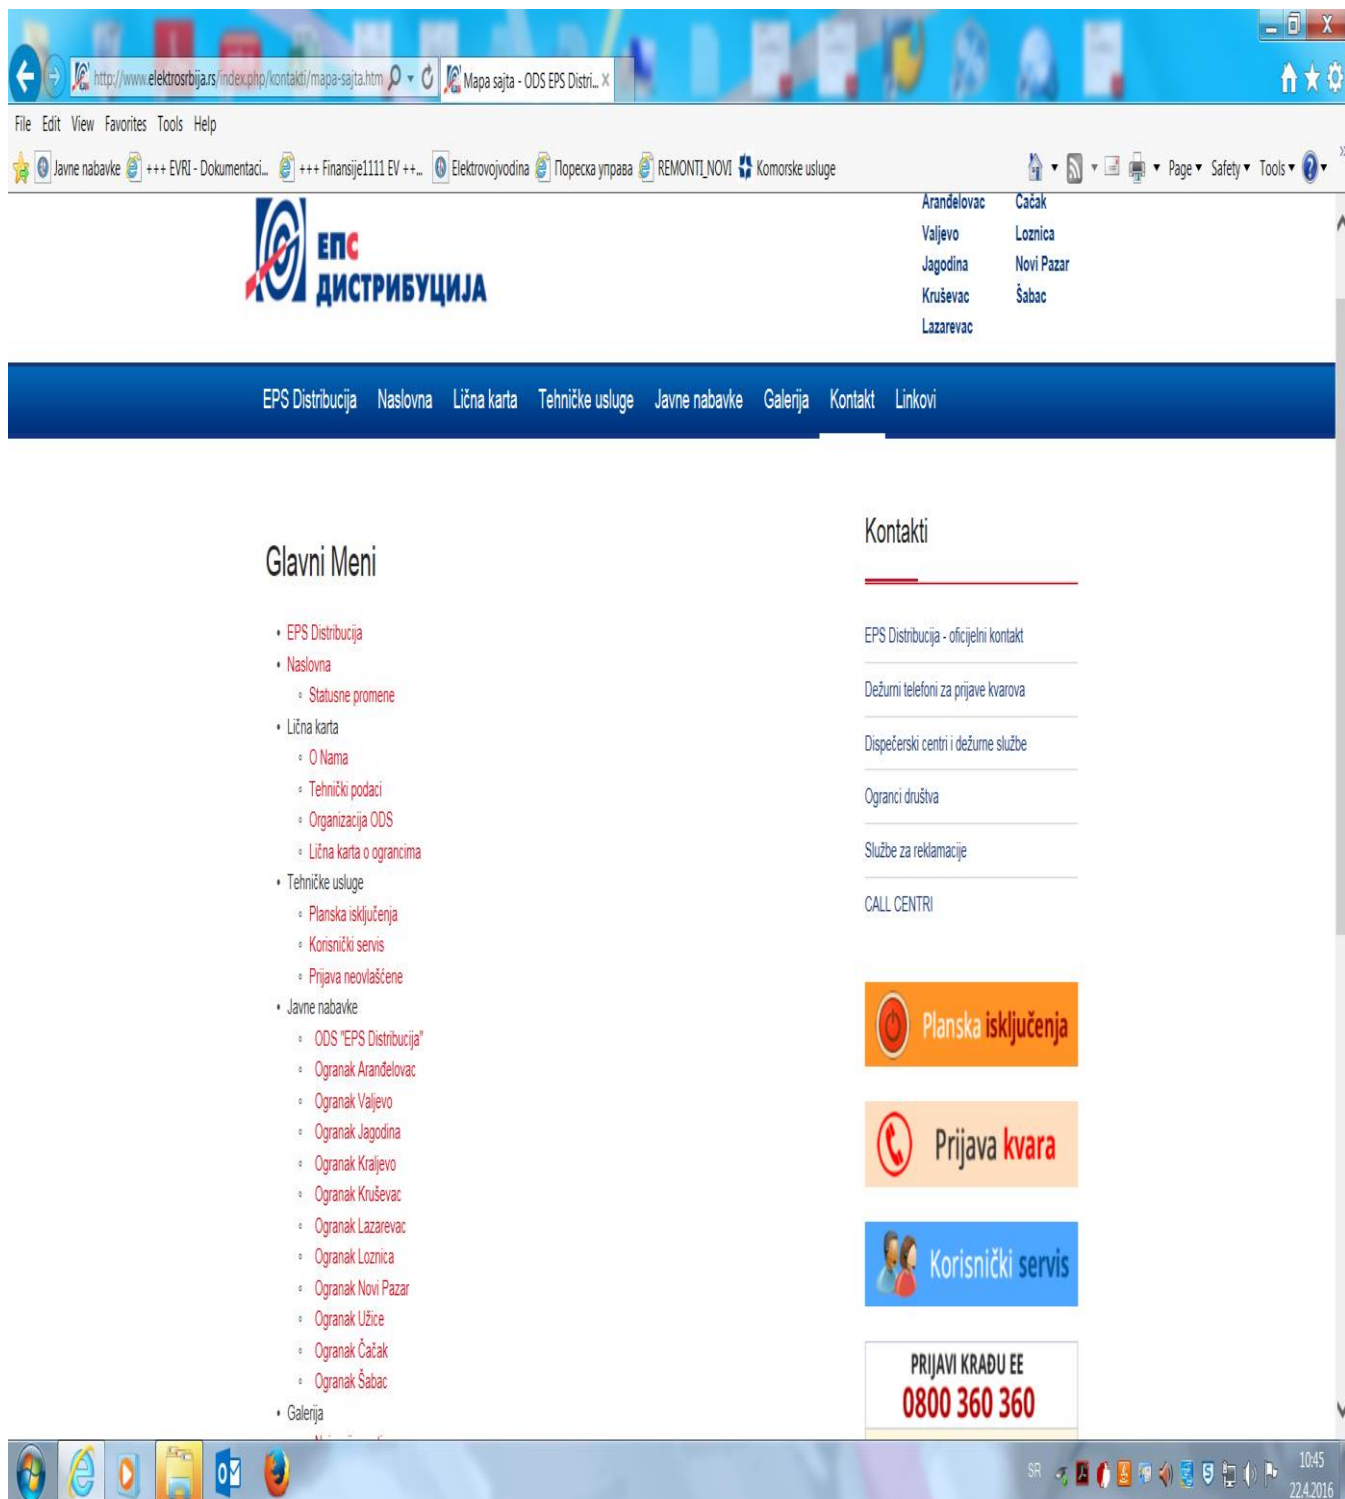 http://www.elektrosrbija.rs/index.php/kontakti/mapa-sajta.htm
Mapa sajta - ODS EPS Distri...
File Edit View Favorites Tools Help
Javne nabavke +++ EVRI - Dokumentaci... +++ Finansije1111 EV ++... Elektrovojvodina Пореска управа REMONTI_NOVI Komorske usluge Page Safety Tools
Aranđelovac Čačak
Valjevo Loznica
Jagodina Novi Pazar
Kruševac Šabac
Lazarevac
ЕПС
ДИСТРИБУЦИЈА
EPS Distribucija Naslovna Lična karta Tehničke usluge Javne nabavke Galerija Kontakt Linkovi
Glavni Meni
EPS Distribucija
Naslovna
Statusne promene
Lična karta
O Nama
Tehnički podaci
Organizacija ODS
Lična karta o ograncima
Tehničke usluge
Planska isključenja
Korisnički servis
Prijava neovlašćene
Javne nabavke
ODS "EPS Distribucija"
Ogranak Aranđelovac
Ogranak Valjevo
Ogranak Jagodina
Ogranak Kraljevo
Ogranak Kruševac
Ogranak Lazarevac
Ogranak Loznica
Ogranak Novi Pazar
Ogranak Užice
Ogranak Čačak
Ogranak Šabac
Galerija
Kontakti
EPS Distribucija - oficijelni kontakt
Dežurni telefoni za prijave kvarova
Dispečerski centri i dežurne službe
Ogranci društva
Službe za reklamacije
CALL CENTRI
Planska isključenja
Prijava kvara
Korisnički servis
PRIJAVI KRAĐU EE
0800 360 360
SR
10:45
22.4.2016